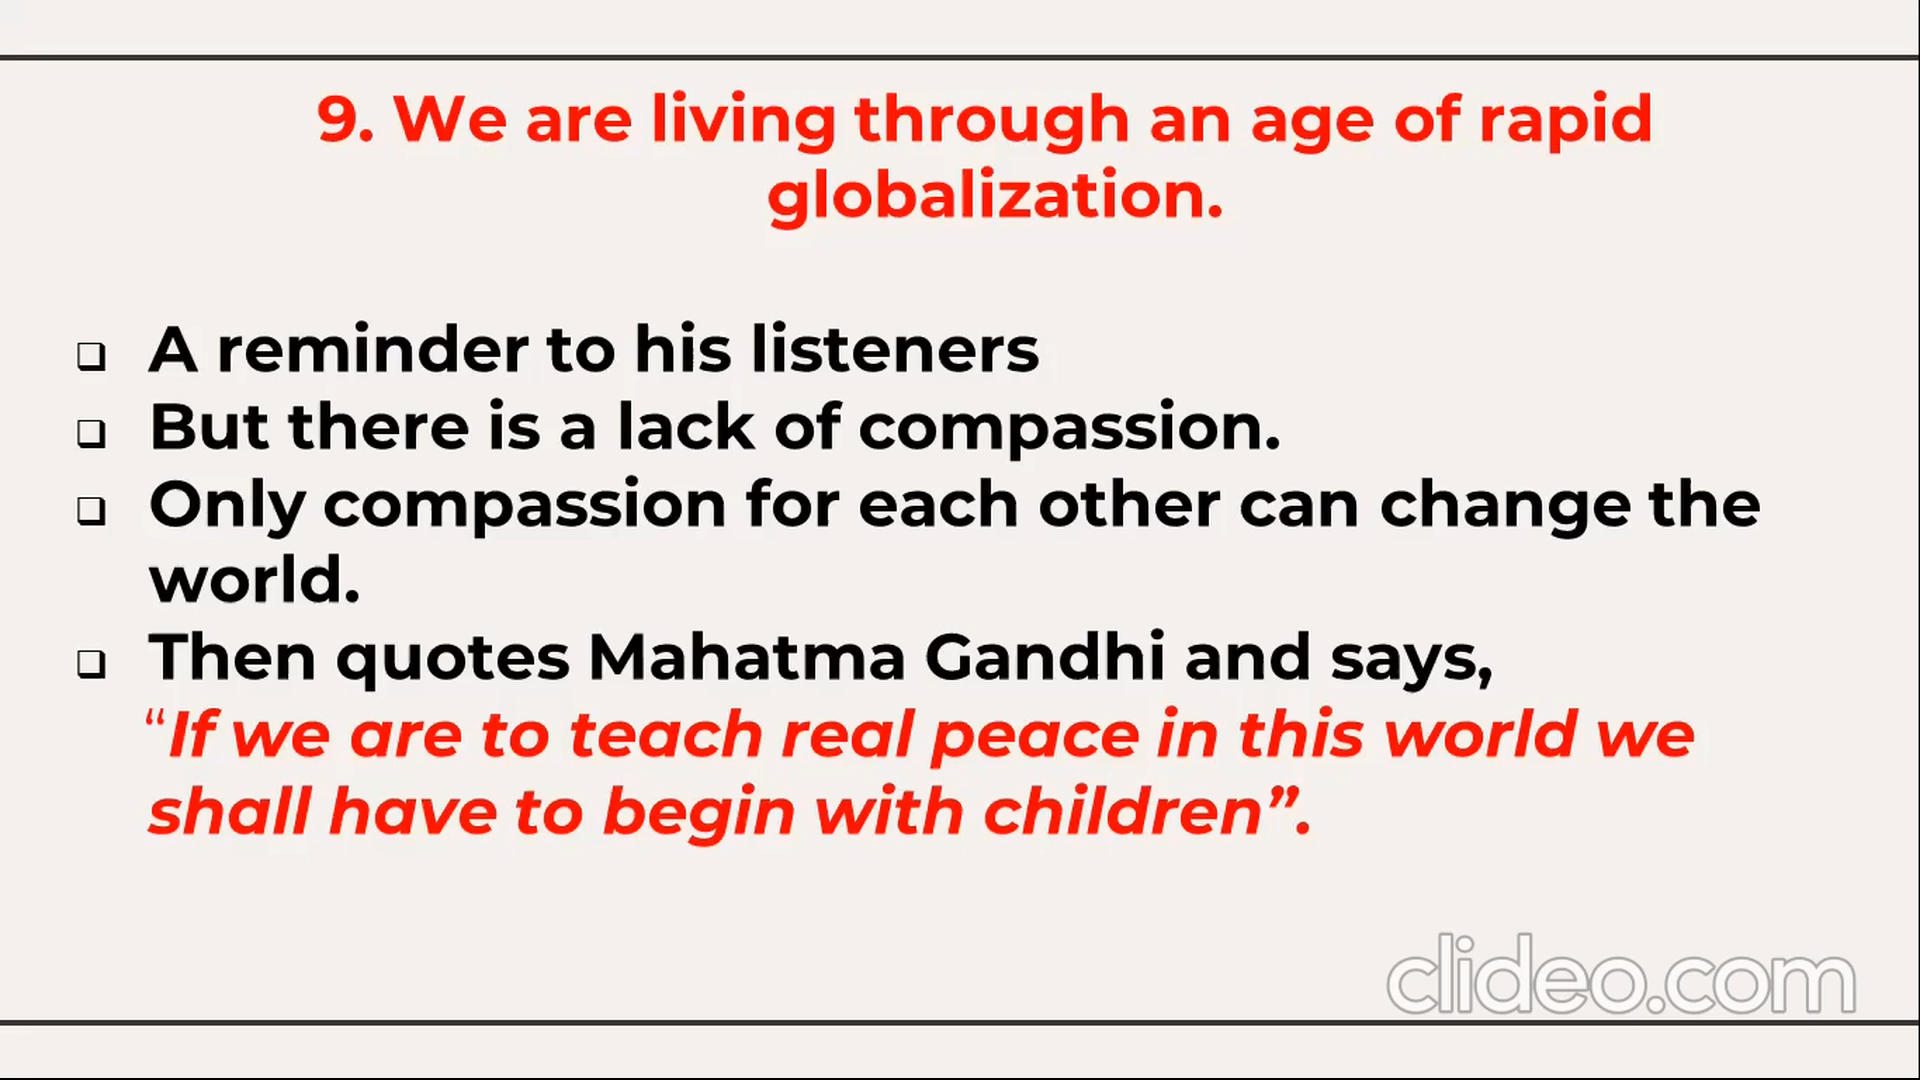 9. We are living through an age of rapid
globalization.
❑ A reminder to his listeners
❑ But there is a lack of compassion.
❑ Only compassion for each other can change the
world.
❑ Then quotes Mahatma Gandhi and says,
“If we are to teach real peace in this world we
shall have to begin with children”.
clideo.com